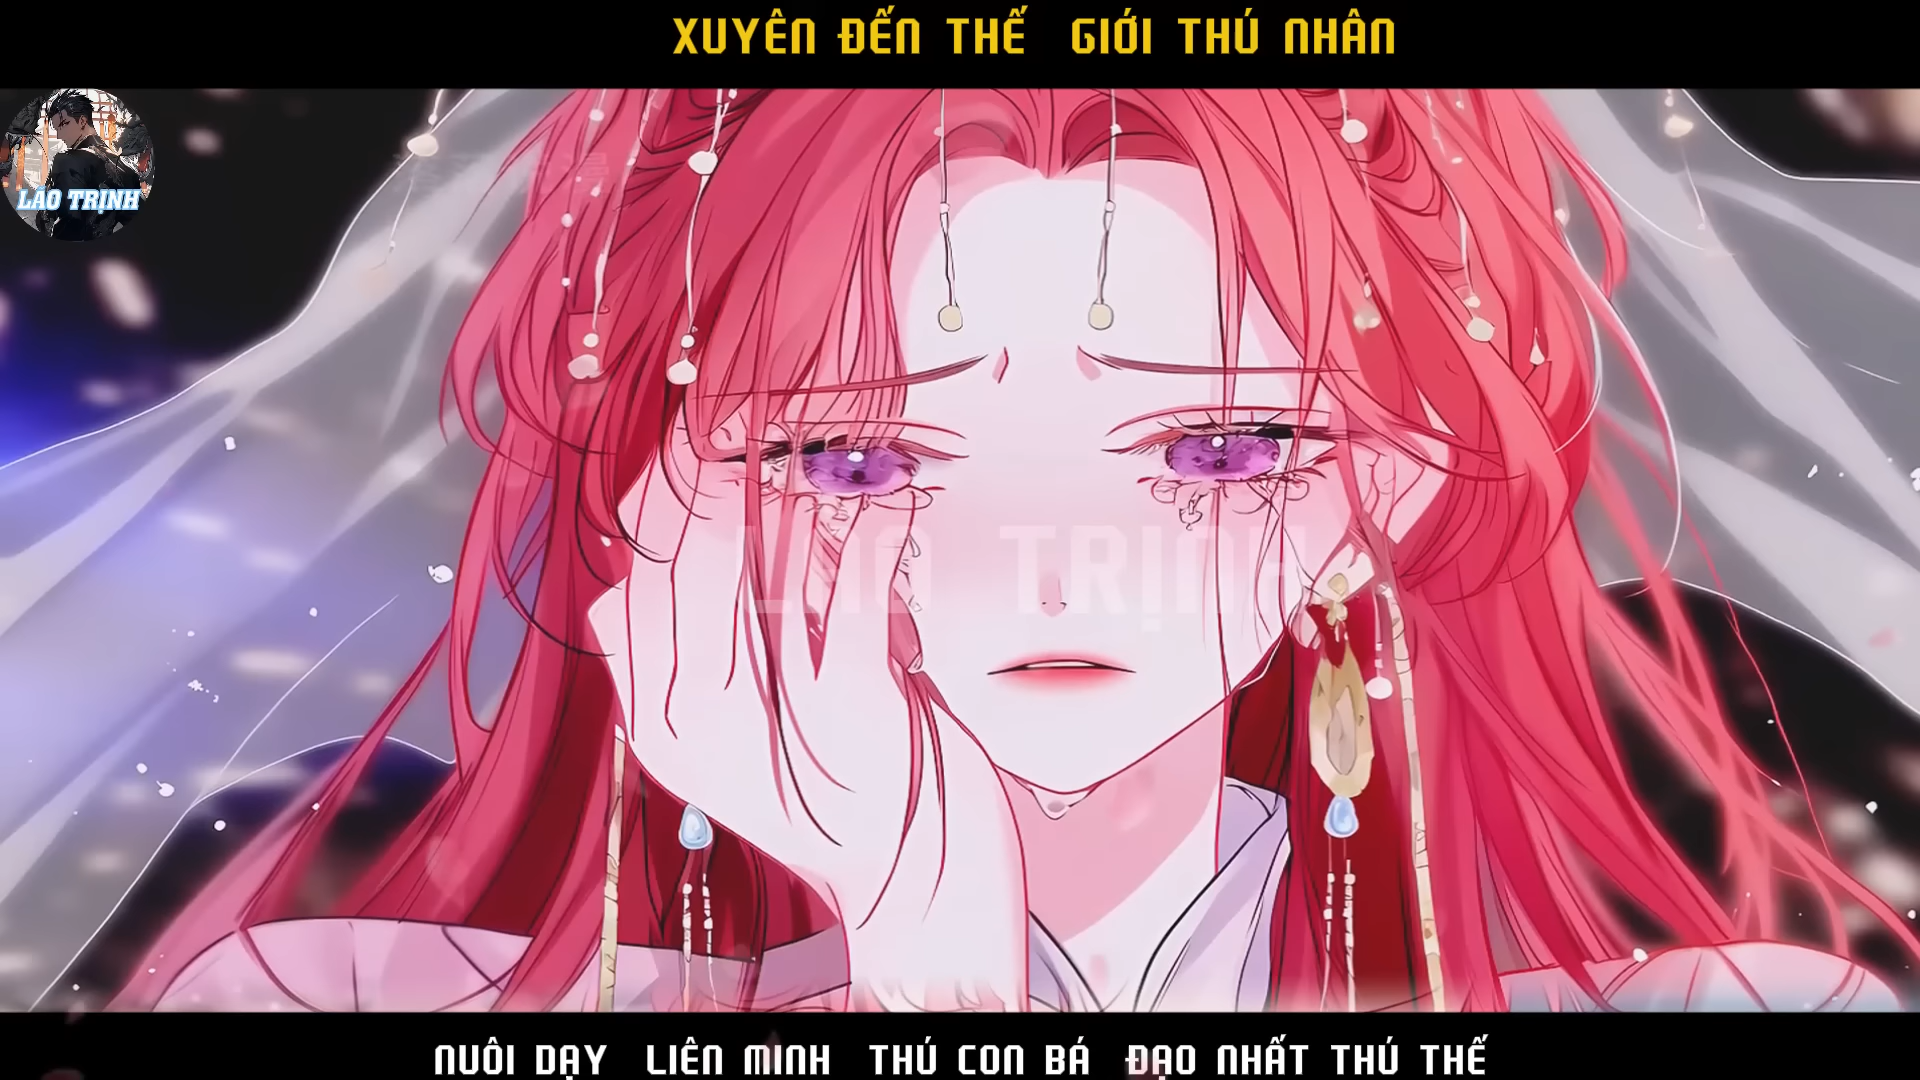 XUYÊN ĐẾN THẾ GIỚI THÚ NHÂN
LÃO TRỊNH
LAO TRỊNH
NUÔI DẠY LIÊN MINH THÚ CON BÁ ĐẠO NHẤT THÚ THẾ